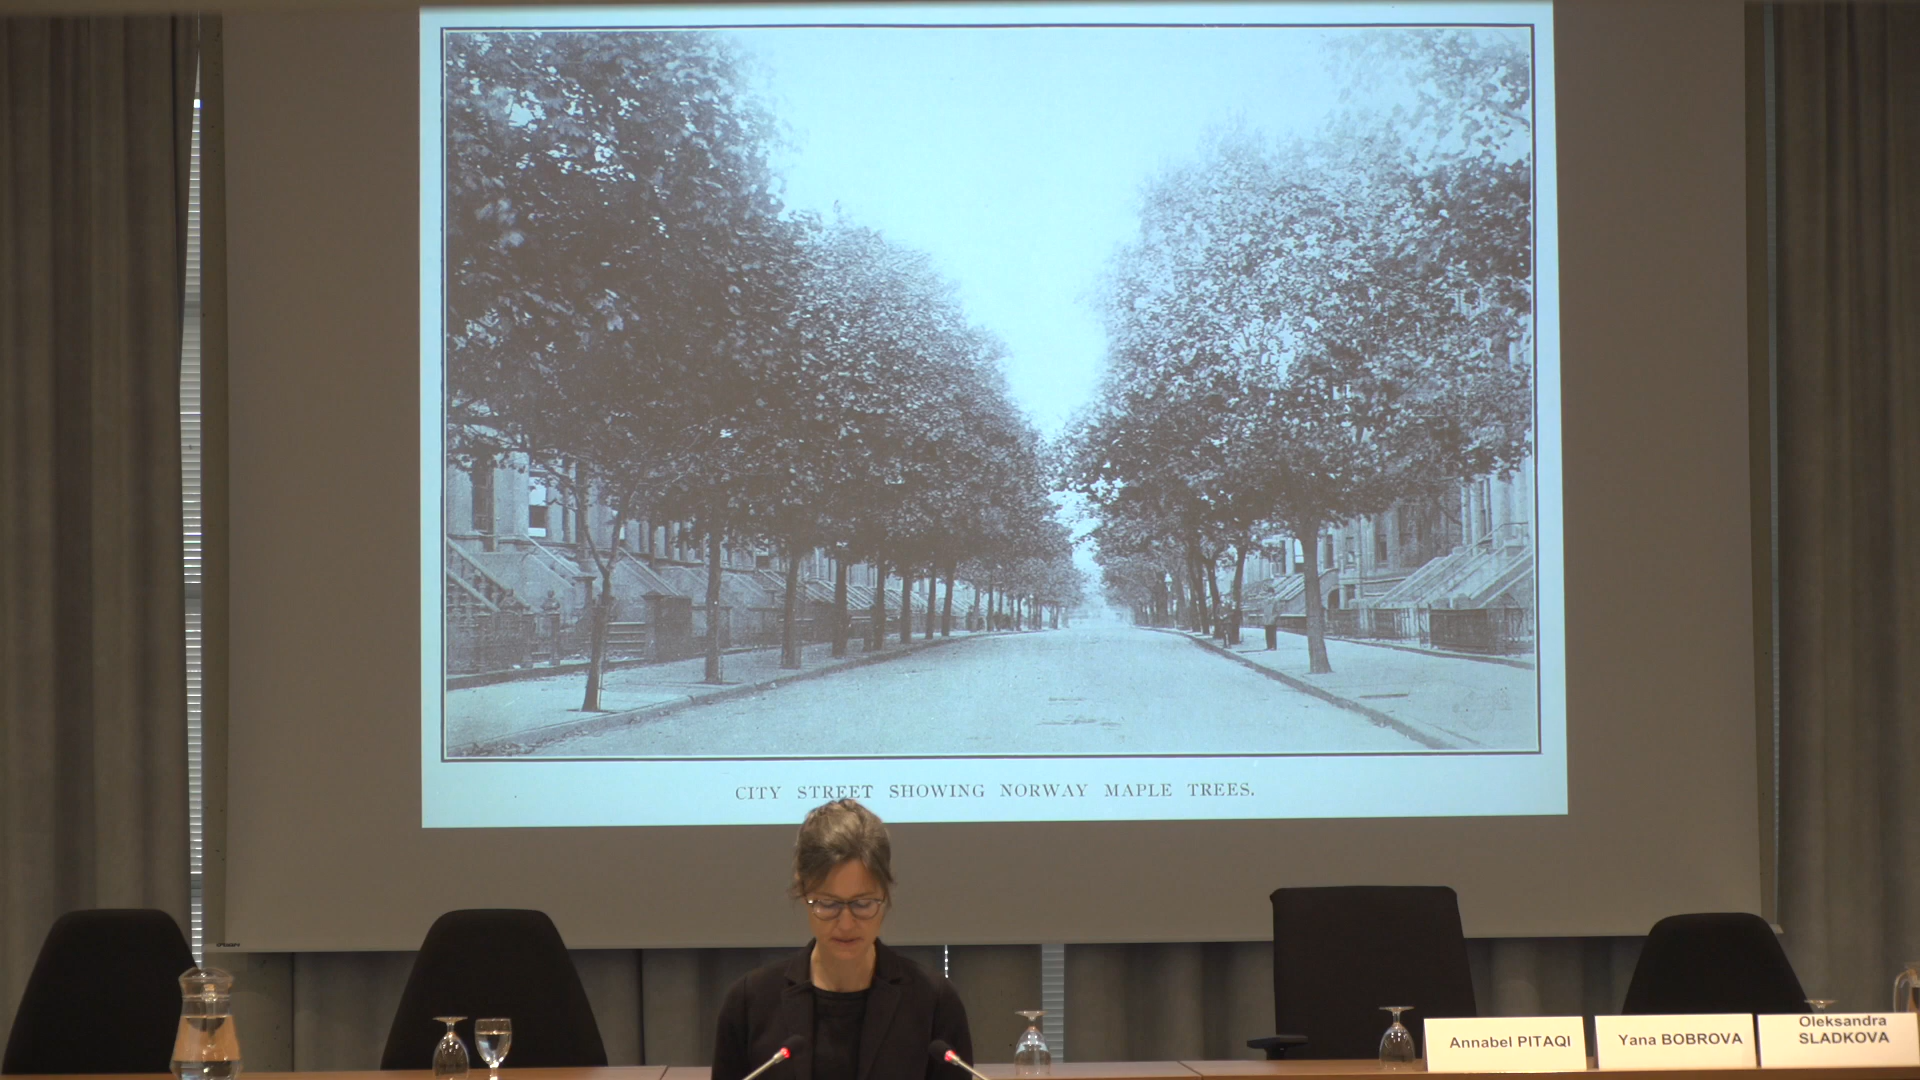 CITY STREET SHOWING NORWAY MAPLE TREES.
Annabel PITAQI
Yana BOBROVA
Oleksandra
SLADKOVA